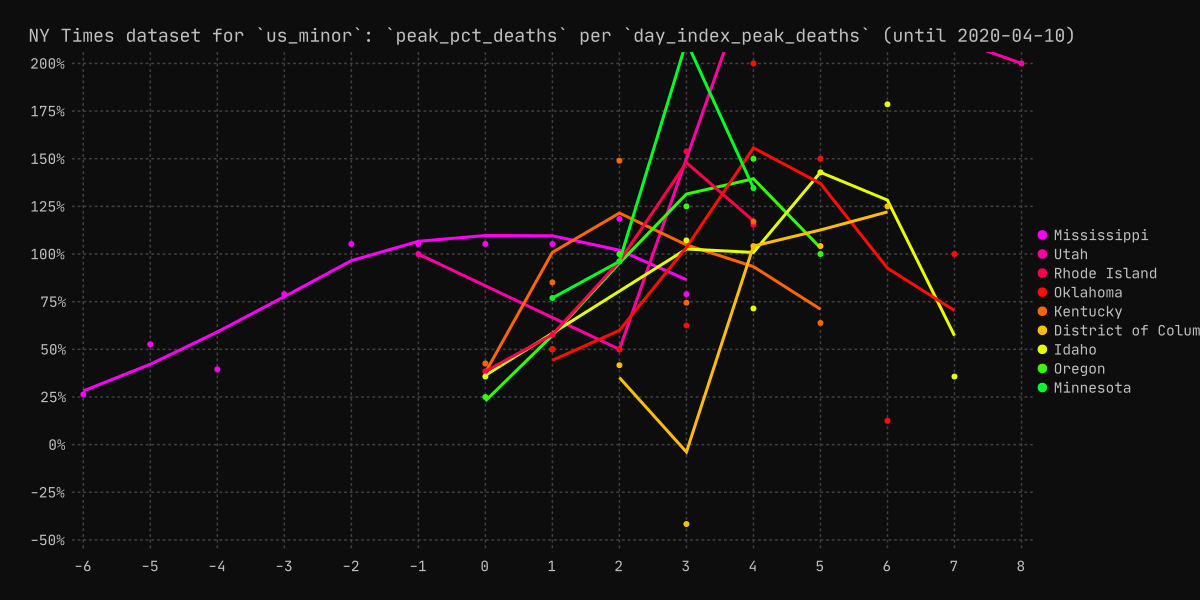 NY Times dataset for `us_minor`: `peak_pct_deaths` per `day_index_peak_deaths` (until 2020-04-10)
200%
175%
150%
125%
100%
75%
50%
25%
0%
-25%
-50%
-6 -5 -4 -3 -2 -1 0 1 2 3 4 5 6 7 8
Mississippi
Utah
Rhode Island
Oklahoma
Kentucky
District of Colum
Idaho
Oregon
Minnesota